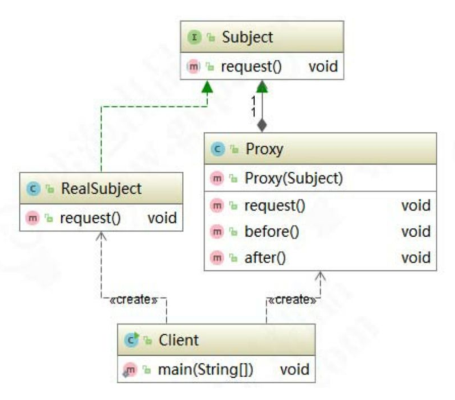 Subject
request() void
1
1
Proxy
Proxy(Subject)
request() void
before() void
after() void
RealSubject
request() void
«create»
«create»
Client
main(String[]) void